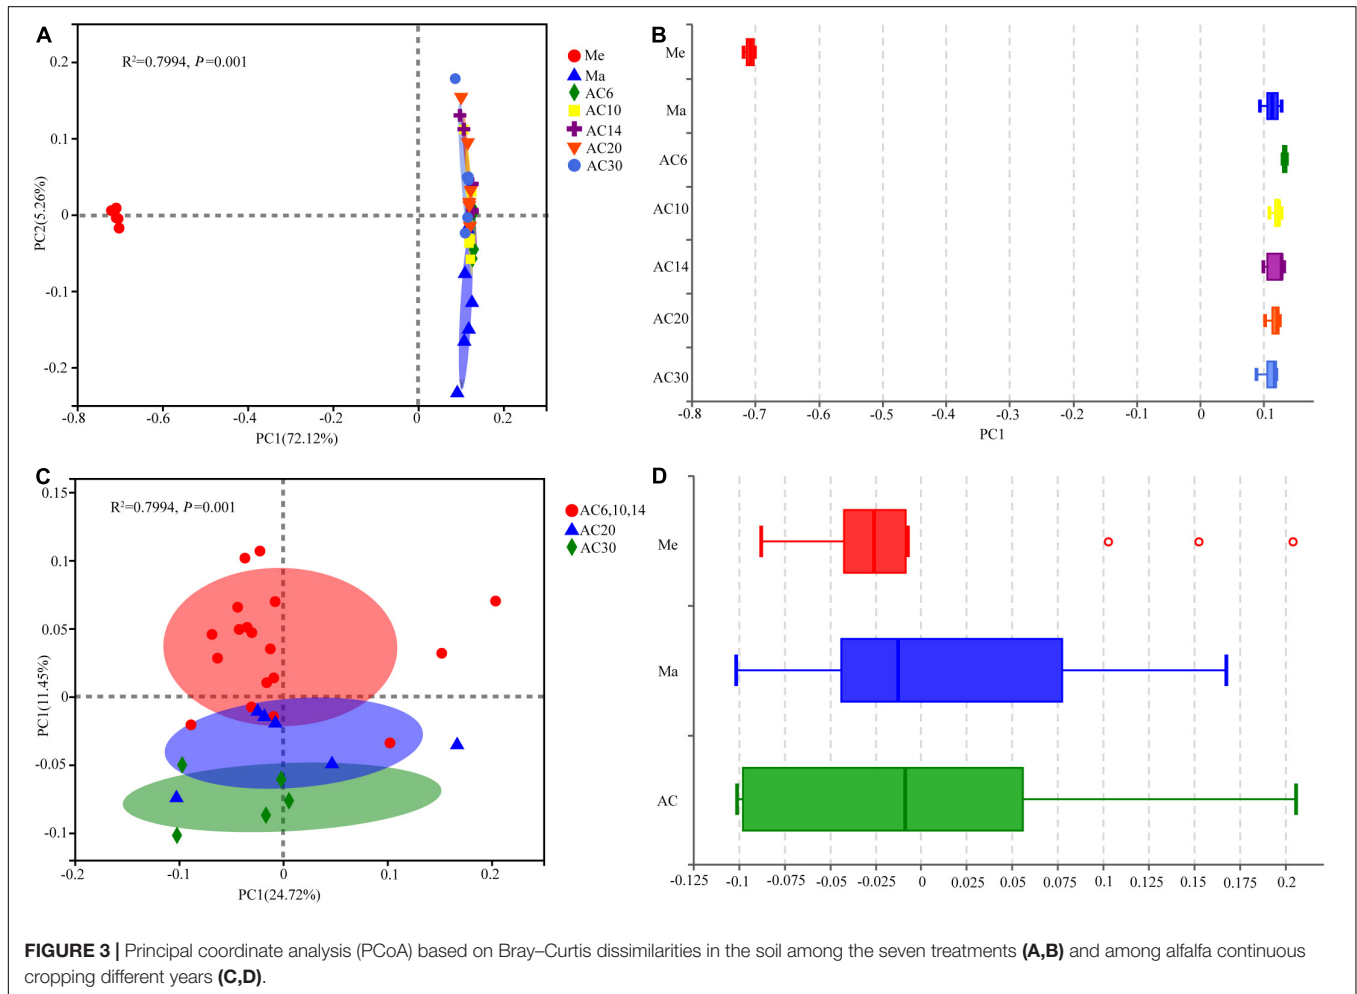 A
R²=0.7994, P=0.001
0.2
0.1
0
-0.1
-0.2
PC2(5.26%)
-0.8
-0.6
-0.4
-0.2
0
0.2
PC1(72.12%)
Me
Ma
AC6
AC10
AC14
AC20
AC30
B
Me
Ma
AC6
AC10
AC14
AC20
AC30
-0.8
-0.7
-0.6
-0.5
-0.4
-0.3
-0.2
-0.1
0
0.1
PC1
C
R²=0.7994, P=0.001
0.15
0.1
0.05
0
-0.05
-0.1
PC1(11.45%)
-0.2
-0.1
0
0.1
0.2
PC1(24.72%)
AC6,10,14
AC20
AC30
D
Me
Ma
AC
-0.125
-0.1
-0.075
-0.05
-0.025
0
0.025
0.05
0.075
0.1
0.125
0.15
0.175
0.2
FIGURE 3 | Principal coordinate analysis (PCoA) based on Bray–Curtis dissimilarities in the soil among the seven treatments (A,B) and among alfalfa continuous
cropping different years (C,D).